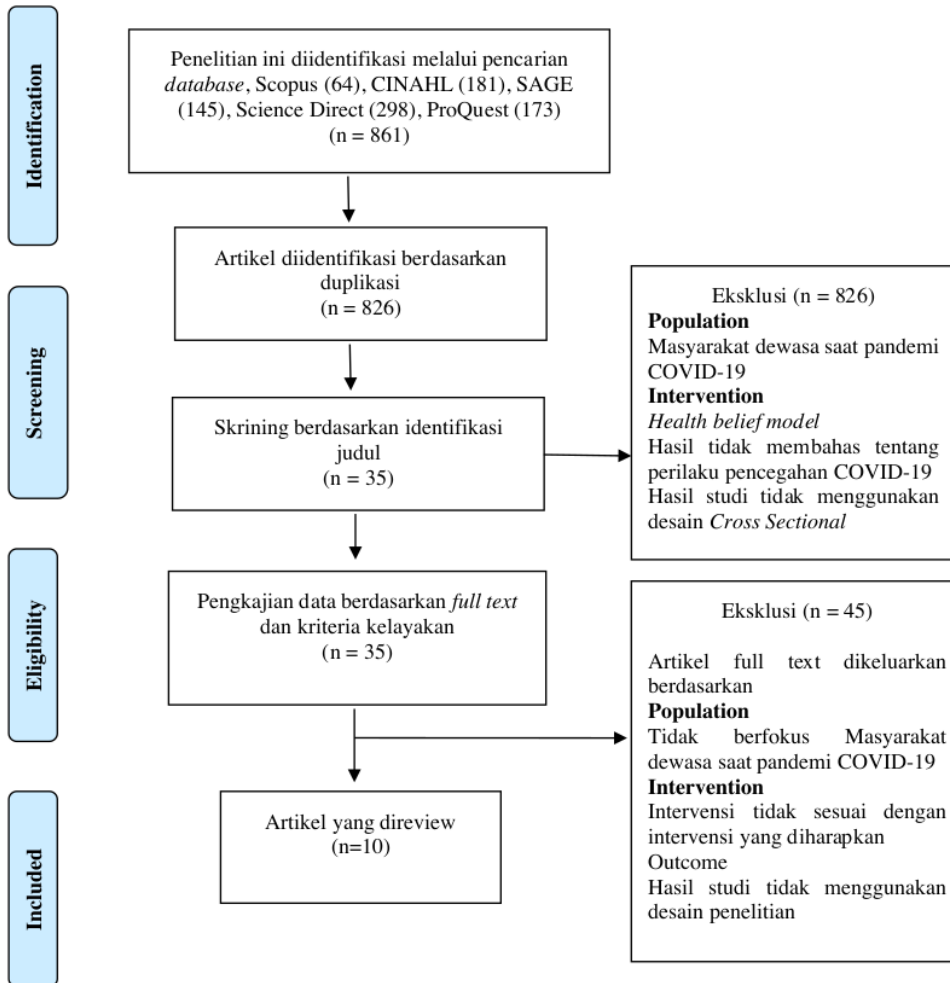 Identification
Penelitian ini diidentifikasi melalui pencarian
database, Scopus (64), CINAHL (181), SAGE
(145), Science Direct (298), ProQuest (173)
(n = 861)
Artikel diidentifikasi berdasarkan
duplikasi
(n = 826)
Screening
Skrining berdasarkan identifikasi
judul
(n = 35)
Eksklusi (n = 826)
Population
Masyarakat dewasa saat pandemi
COVID-19
Intervention
Health belief model
Hasil tidak membahas tentang
perilaku pencegahan COVID-19
Hasil studi tidak menggunakan
desain Cross Sectional
Eligibility
Pengkajian data berdasarkan full text
dan kriteria kelayakan
(n = 35)
Eksklusi (n = 45)
Artikel full text dikeluarkan
berdasarkan
Population
Tidak berfokus Masyarakat
dewasa saat pandemi COVID-19
Intervention
Intervensi tidak sesuai dengan
intervensi yang diharapkan
Outcome
Hasil studi tidak menggunakan
desain penelitian
Included
Artikel yang direview
(n=10)